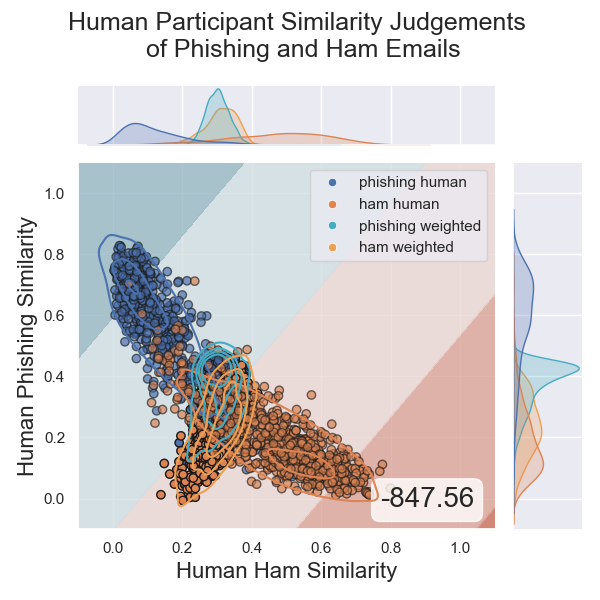 Human Participant Similarity Judgements
of Phishing and Ham Emails
phishing human
ham human
phishing weighted
ham weighted
1.0
0.8
0.6
0.4
0.2
0.0
Human Phishing Similarity
-847.56
0.0 0.2 0.4 0.6 0.8 1.0
Human Ham Similarity